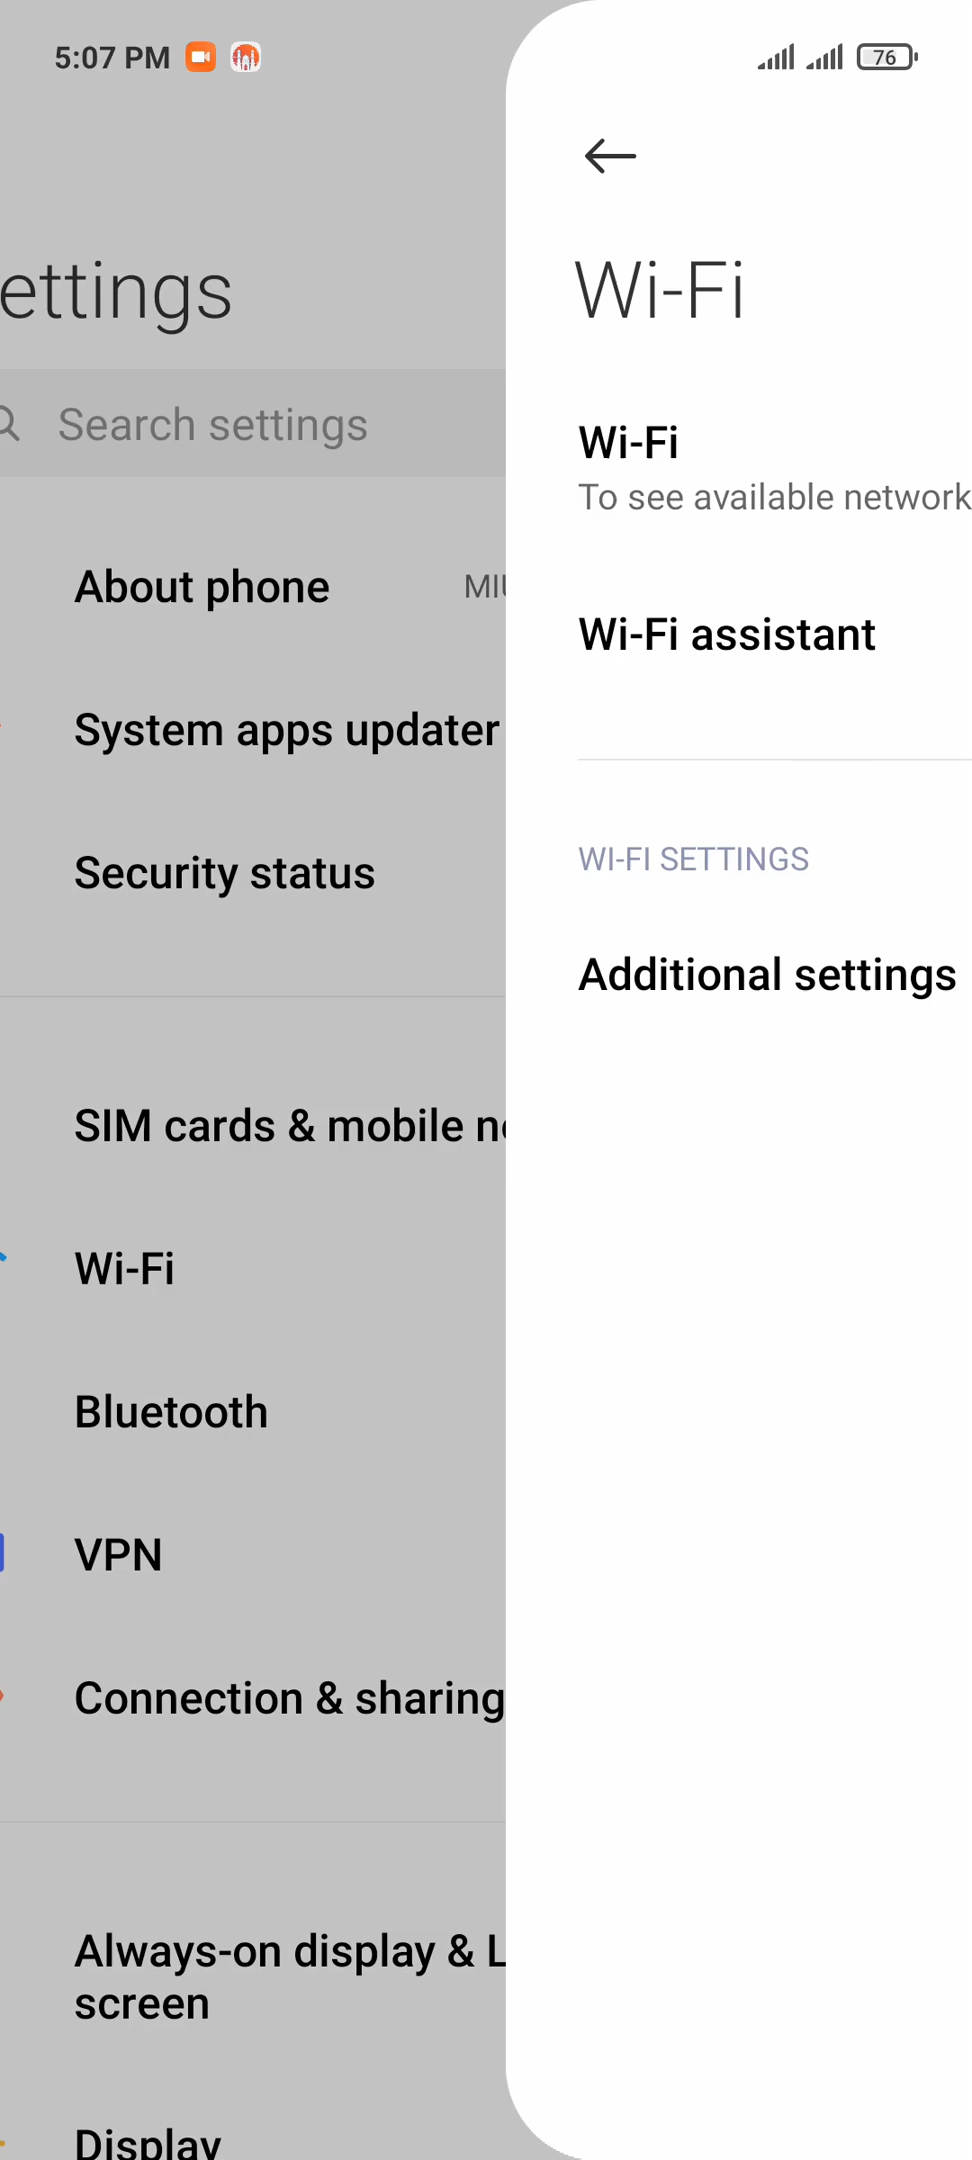 5:07 PM
76
ettings
Search settings
About phone
MIU
System apps updater
Security status
SIM cards & mobile ne
Wi-Fi
Bluetooth
VPN
Connection & sharing
Always-on display & L
screen
Display
Wi-Fi
Wi-Fi
To see available network
Wi-Fi assistant
WI-FI SETTINGS
Additional settings